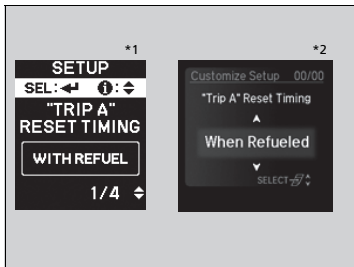 *1
SETUP
SEL: i:
"TRIP A"
RESET TIMING
WITH REFUEL
1/4
*2
Customize Setup 00/00
"Trip A" Reset Timing
When Refueled
SELECT